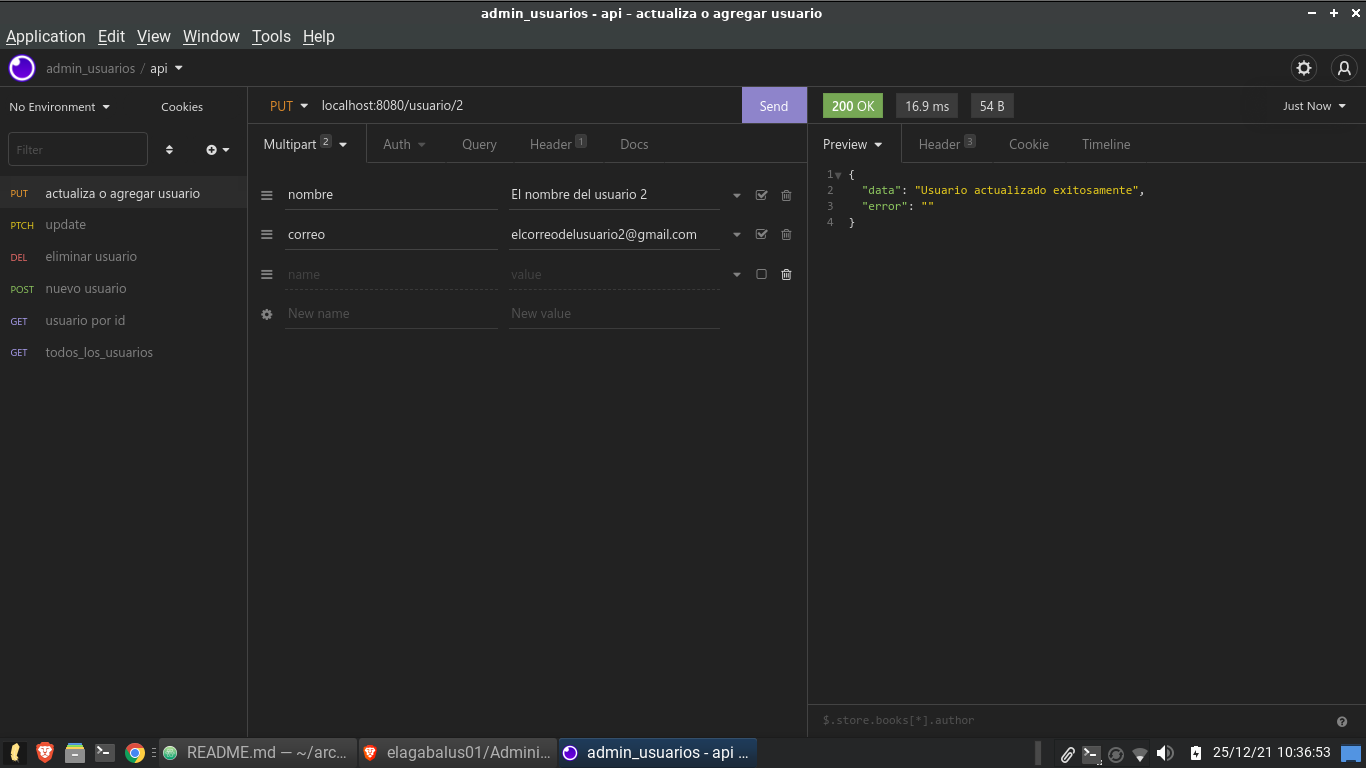 admin_usuarios - api – actualiza o agregar usuario
Application Edit View Window Tools Help
admin_usuarios / api
No Environment Cookies
Filter
PUT actualiza o agregar usuario
PTCH update
DEL eliminar usuario
POST nuevo usuario
GET usuario por id
GET todos_los_usuarios
PUT localhost:8080/usuario/2 Send
Multipart 2 Auth Query Header 1 Docs
nombre El nombre del usuario 2
correo elcorreodelusuario2@gmail.com
name value
New name New value
200 OK 16.9 ms 54 B Just Now
Preview Header 3 Cookie Timeline
1 {
2 "data": "Usuario actualizado exitosamente",
3 "error": ""
4 }
$.store.books[*].author
README.md — ~/arc... elagabalus01/Admini... admin_usuarios - api ... 25/12/21 10:36:53